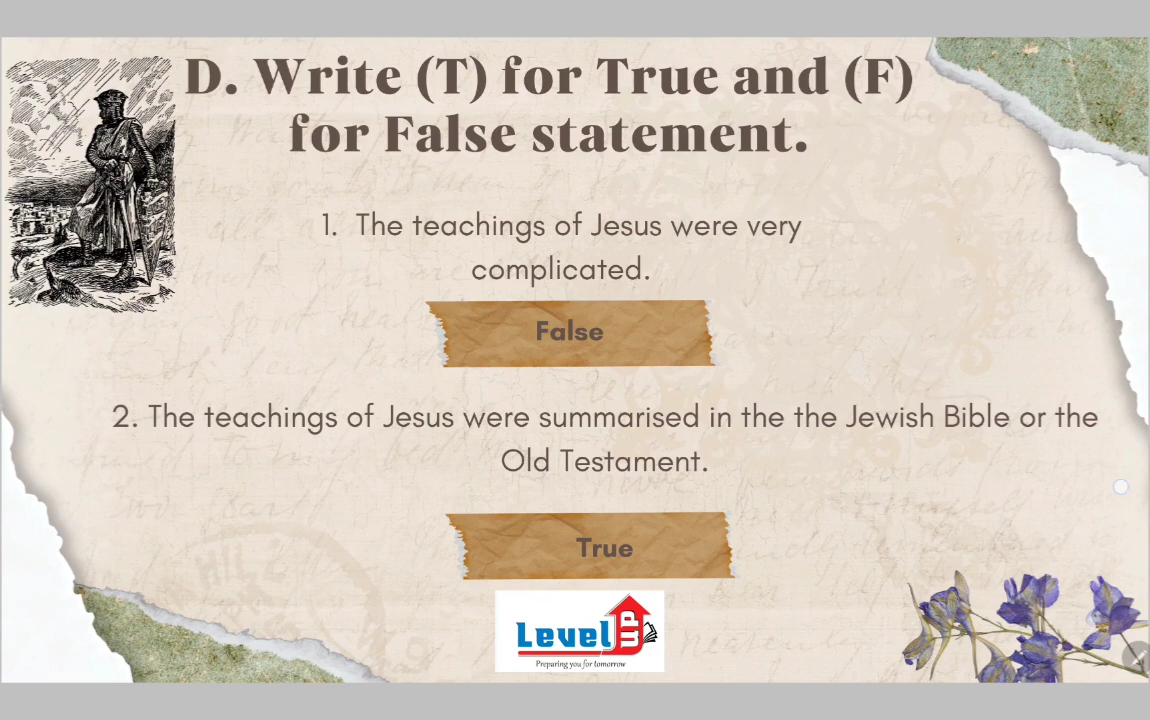 D. Write (T) for True and (F)
for False statement.
1. The teachings of Jesus were very
complicated.
False
2. The teachings of Jesus were summarised in the the Jewish Bible or the
Old Testament.
True
Level UP
Preparing you for tomorrow